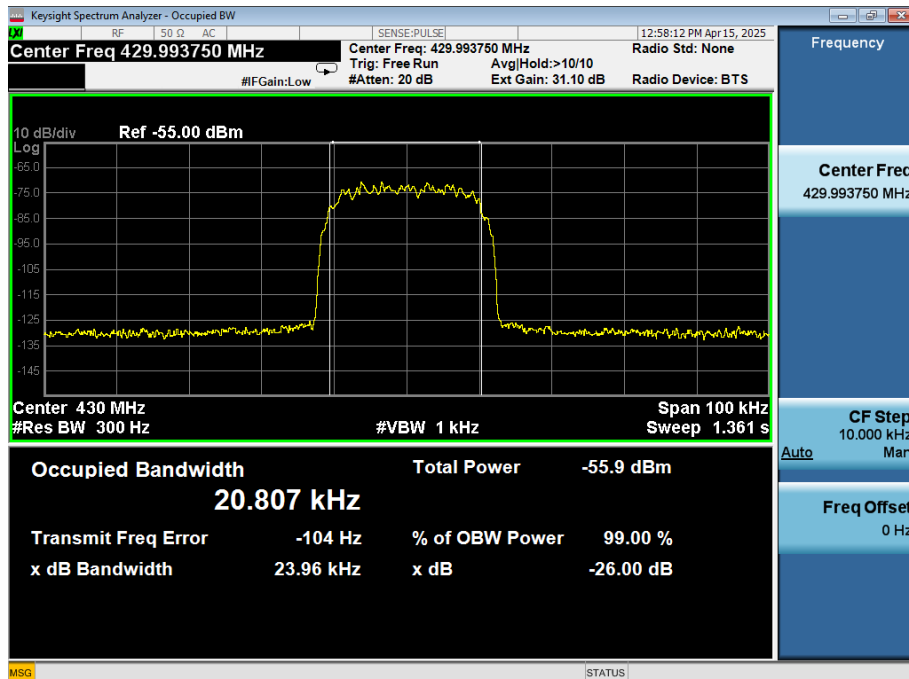 Keysight Spectrum Analyzer - Occupied BW
LXI RF 50 Ω AC SENSE:PULSE 12:58:12 PM Apr 15, 2025
Center Freq 429.993750 MHz Center Freq: 429.993750 MHz Radio Std: None
Trig: Free Run Avg|Hold:>10/10
#IFGain:Low #Atten: 20 dB Ext Gain: 31.10 dB Radio Device: BTS
10 dB/div Ref -55.00 dBm
Log
-65.0
-75.0
-85.0
-95.0
-105
-115
-125
-135
-145
Center 430 MHz Span 100 kHz
#Res BW 300 Hz #VBW 1 kHz Sweep 1.361 s
Occupied Bandwidth Total Power -55.9 dBm
20.807 kHz
Transmit Freq Error -104 Hz % of OBW Power 99.00 %
x dB Bandwidth 23.96 kHz x dB -26.00 dB
Frequency
Center Freq
429.993750 MHz
CF Step
10.000 kHz
Auto Man
Freq Offset
0 Hz
MSG STATUS